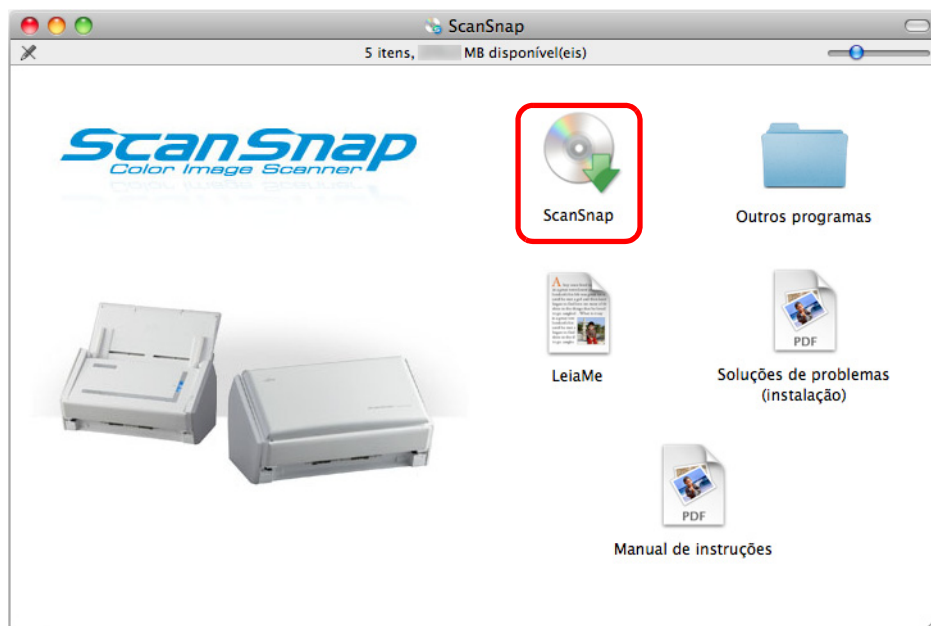 ScanSnap
5 itens, MB disponível(eis)
ScanSnap
Color Image Scanner
ScanSnap
Outros programas
LeiaMe
PDF
Soluções de problemas
(instalação)
PDF
Manual de instruções